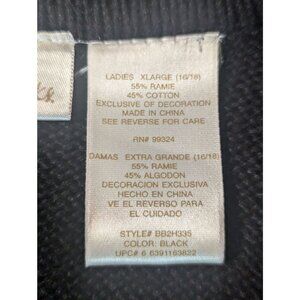 LADIES XLARGE (16/18)
55% RAMIE
45% COTTON
EXCLUSIVE OF DECORATION
MADE IN CHINA
SEE REVERSE FOR CARE
RN# 99324
DAMAS EXTRA GRANDE (16/18)
55% RAMIE
45% ALGODON
DECORACION EXCLUSIVA
HECHO EN CHINA
VE EL REVERSO PARA
EL CUIDADO
STYLE# BB2H335
COLOR: BLACK
UPC# 6 6391163822